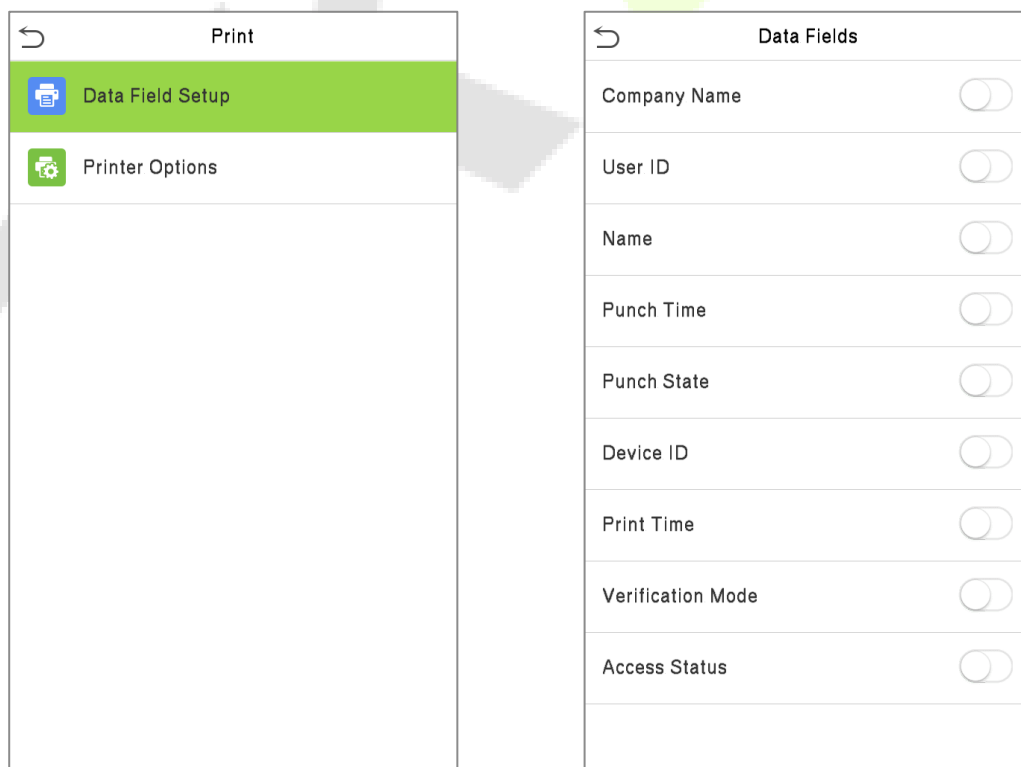 Print
Data Field Setup
Printer Options
Data Fields
Company Name
User ID
Name
Punch Time
Punch State
Device ID
Print Time
Verification Mode
Access Status